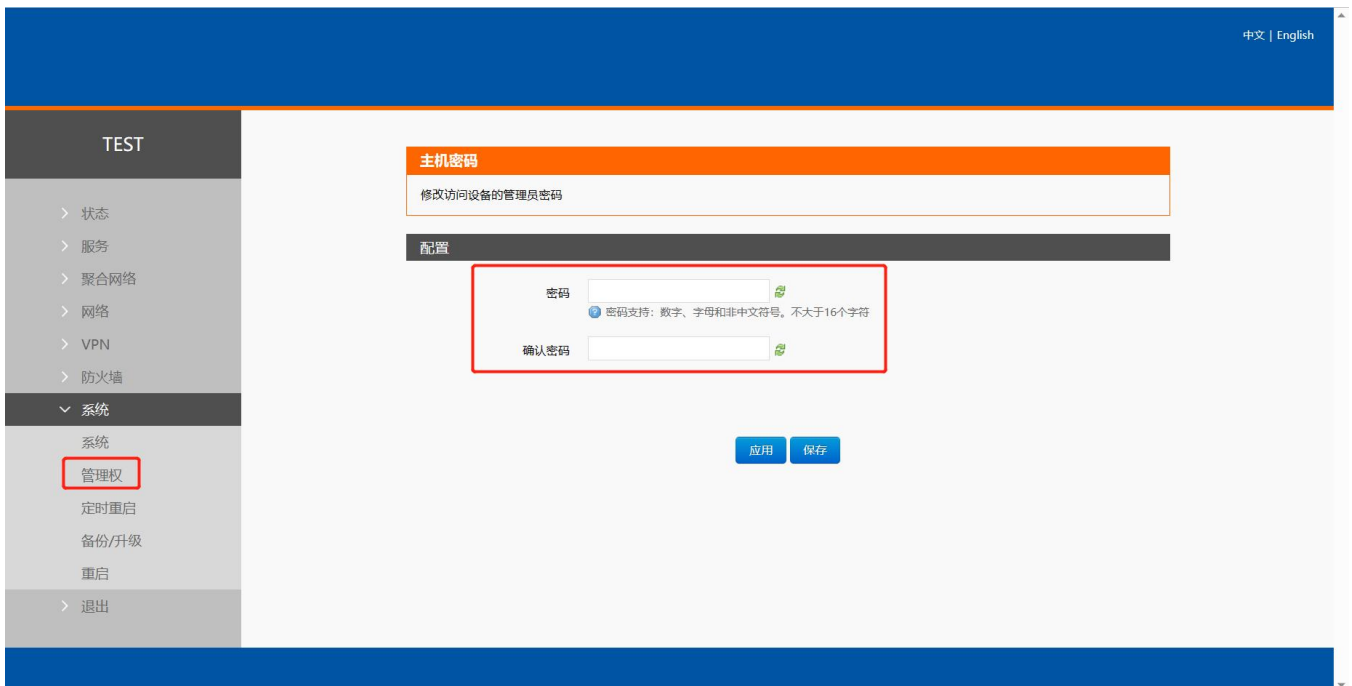 中文 | English
TEST
状态
服务
聚合网络
网络
VPN
防火墙
系统
系统
管理权
定时重启
备份/升级
重启
退出
主机密码
修改访问设备的管理员密码
配置
密码
密码支持：数字、字母和非中文符号。不大于16个字符
确认密码
应用 保存